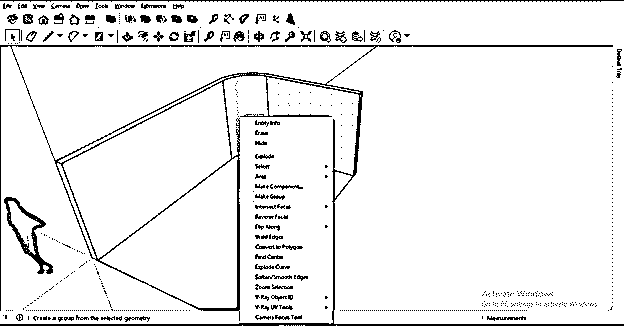 File Edit View Camera Draw Tools Window Extensions Help
Default Tray
Entity Info
Erase
Hide
Explode
Select
Area
Make Component...
Make Group
Intersect Faces
Reverse Faces
Flip Along
Weld Edges
Convert to Polygon
Find Center
Explode Curve
Soften/Smooth Edges
Zoom Selection
V-Ray Object ID
V-Ray UV Tools
Camera Focus Tool
Activate Windows
Go to PC settings to activate Windows.
Create a group from the selected geometry.
Measurements